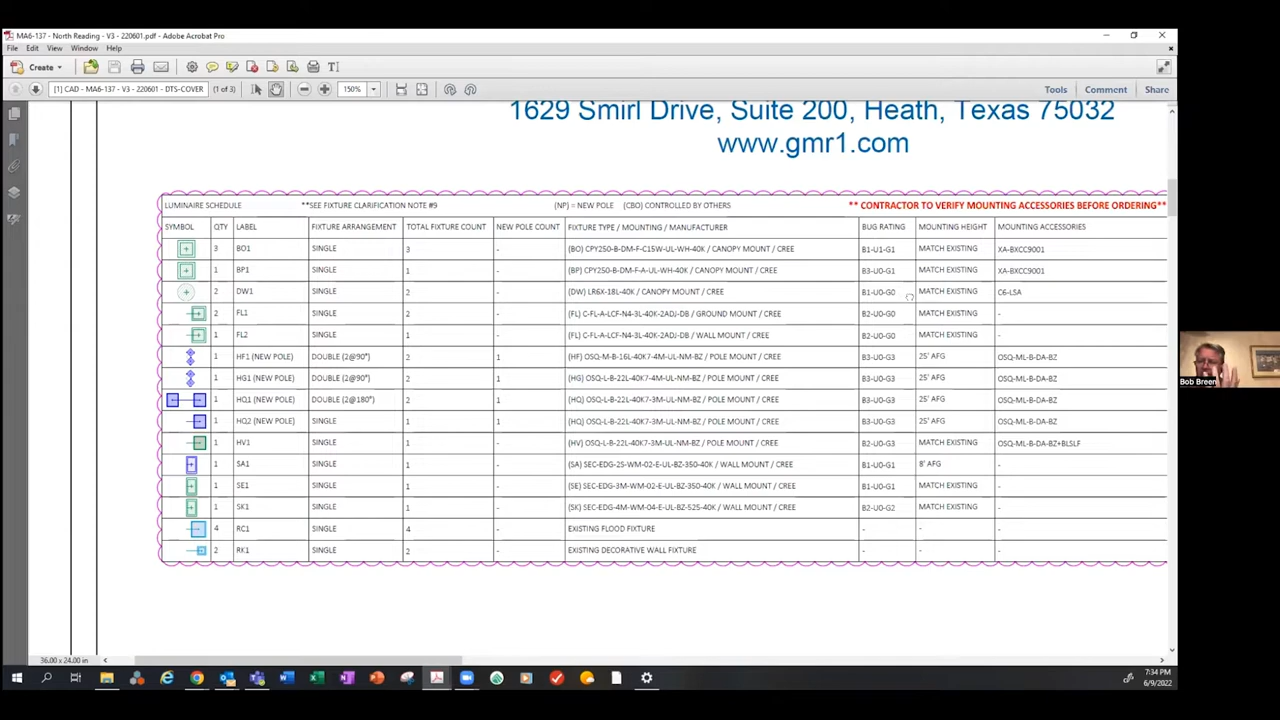 MA6-137 - North Reading - V3 - 220601.pdf - Adobe Acrobat Pro
File Edit View Window Help
Create
[1] CAD - MA6-137 - V3 - 220601 - DTS-COVER (1 of 3) 150% Tools Comment Share
1629 Smirl Drive, Suite 200, Heath, Texas 75032
www.gmr1.com
LUMINAIRE SCHEDULE **SEE FIXTURE CLARIFICATION NOTE #9 (NP) = NEW POLE (CBO) CONTROLLED BY OTHERS ** CONTRACTOR TO VERIFY MOUNTING ACCESSORIES BEFORE ORDERING**
SYMBOL QTY LABEL FIXTURE ARRANGEMENT TOTAL FIXTURE COUNT NEW POLE COUNT FIXTURE TYPE / MOUNTING / MANUFACTURER BUG RATING MOUNTING HEIGHT MOUNTING ACCESSORIES
3 BO1 SINGLE 3 - (BO) CPY250-B-DM-F-C15W-UL-WH-40K / CANOPY MOUNT / CREE B1-U1-G1 MATCH EXISTING XA-BXCC9001
1 BP1 SINGLE 1 - (BP) CPY250-B-DM-F-A-UL-WH-40K / CANOPY MOUNT / CREE B3-U0-G1 MATCH EXISTING XA-BXCC9001
2 DW1 SINGLE 2 - (DW) LR6X-18L-40K / CANOPY MOUNT / CREE B1-U0-G0 MATCH EXISTING C6-LSA
2 FL1 SINGLE 2 - (FL) C-FL-A-LCF-N4-3L-40K-2ADJ-DB / GROUND MOUNT / CREE B2-U0-G0 MATCH EXISTING -
1 FL2 SINGLE 1 - (FL) C-FL-A-LCF-N4-3L-40K-2ADJ-DB / WALL MOUNT / CREE B2-U0-G0 MATCH EXISTING -
1 HF1 (NEW POLE) DOUBLE (2@90°) 2 1 (HF) OSQ-M-B-16L-40K7-4M-UL-NM-BZ / POLE MOUNT / CREE B3-U0-G3 25' AFG OSQ-ML-B-DA-BZ
1 HG1 (NEW POLE) DOUBLE (2@90°) 2 1 (HG) OSQ-L-B-22L-40K7-4M-UL-NM-BZ / POLE MOUNT / CREE B3-U0-G3 25' AFG OSQ-ML-B-DA-BZ
1 HQ1 (NEW POLE) DOUBLE (2@180°) 2 1 (HQ) OSQ-L-B-22L-40K7-3M-UL-NM-BZ / POLE MOUNT / CREE B3-U0-G3 25' AFG OSQ-ML-B-DA-BZ
1 HQ2 (NEW POLE) SINGLE 1 1 (HQ) OSQ-L-B-22L-40K7-3M-UL-NM-BZ / POLE MOUNT / CREE B3-U0-G3 25' AFG OSQ-ML-B-DA-BZ
1 HV1 SINGLE 1 - (HV) OSQ-L-B-22L-40K7-3M-UL-NM-BZ / POLE MOUNT / CREE B2-U0-G3 MATCH EXISTING OSQ-ML-B-DA-BZ+BLSLF
1 SA1 SINGLE 1 - (SA) SEC-EDG-2S-WM-02-E-UL-BZ-350-40K / WALL MOUNT / CREE B1-U0-G1 8' AFG -
1 SE1 SINGLE 1 - (SE) SEC-EDG-3M-WM-02-E-UL-BZ-350-40K / WALL MOUNT / CREE B1-U0-G1 MATCH EXISTING -
1 SK1 SINGLE 1 - (SK) SEC-EDG-4M-WM-04-E-UL-BZ-525-40K / WALL MOUNT / CREE B2-U0-G2 MATCH EXISTING -
4 RC1 SINGLE 4 - EXISTING FLOOD FIXTURE - - -
2 RK1 SINGLE 2 - EXISTING DECORATIVE WALL FIXTURE - - -
Bob Breen
36.00 x 24.00 in
7:34 PM
6/9/2022